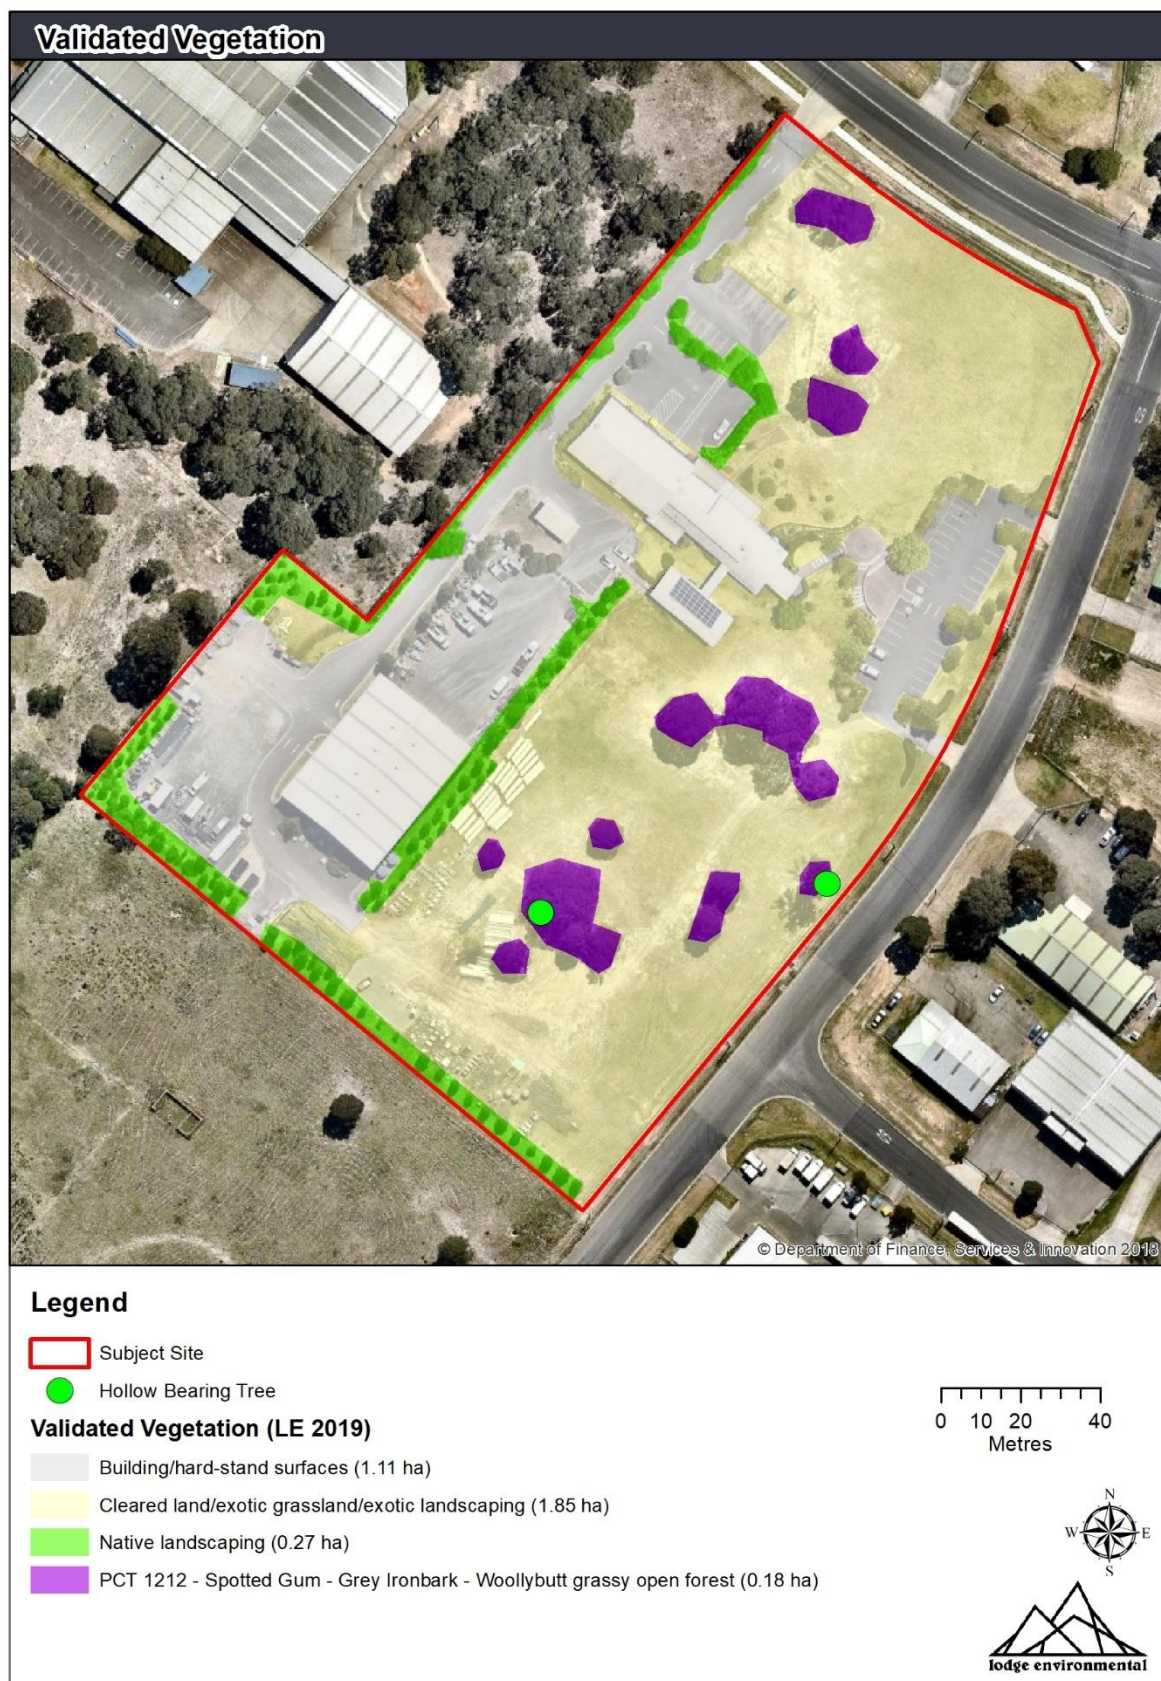 Validated Vegetation
© Department of Finance, Services & Innovation 2018
Legend
Subject Site
Hollow Bearing Tree
Validated Vegetation (LE 2019)
Building/hard-stand surfaces (1.11 ha)
Cleared land/exotic grassland/exotic landscaping (1.85 ha)
Native landscaping (0.27 ha)
PCT 1212 - Spotted Gum - Grey Ironbark - Woollybutt grassy open forest (0.18 ha)
0 10 20 40
Metres
N
W E
S
lodge environmental